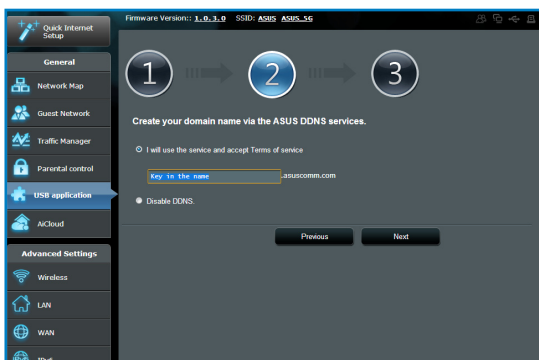 Quick Internet
Setup
Firmware Version: : 1.0.3.0 SSID: ASUS ASUS_5G
General
Network Map
Guest Network
Traffic Manager
Parental control
USB application
AiCloud
Advanced Settings
Wireless
LAN
WAN
1
2
3
Create your domain name via the ASUS DDNS services.
I will use the service and accept Terms of service
Key in the name
.asuscomm.com
Disable DDNS.
Previous
Next